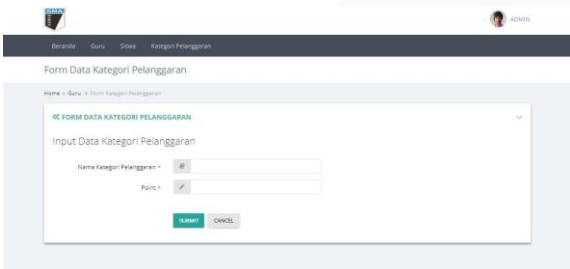 SMA
ADMIN
Beranda Guru Siswa Kategori Pelanggaran
Form Data Kategori Pelanggaran
Home Guru Form Kategori Pelanggaran
FORM DATA KATEGORI PELANGGARAN
Input Data Kategori Pelanggaran
Nama Kategori Pelanggaran *
Point *
SUBMIT CANCEL